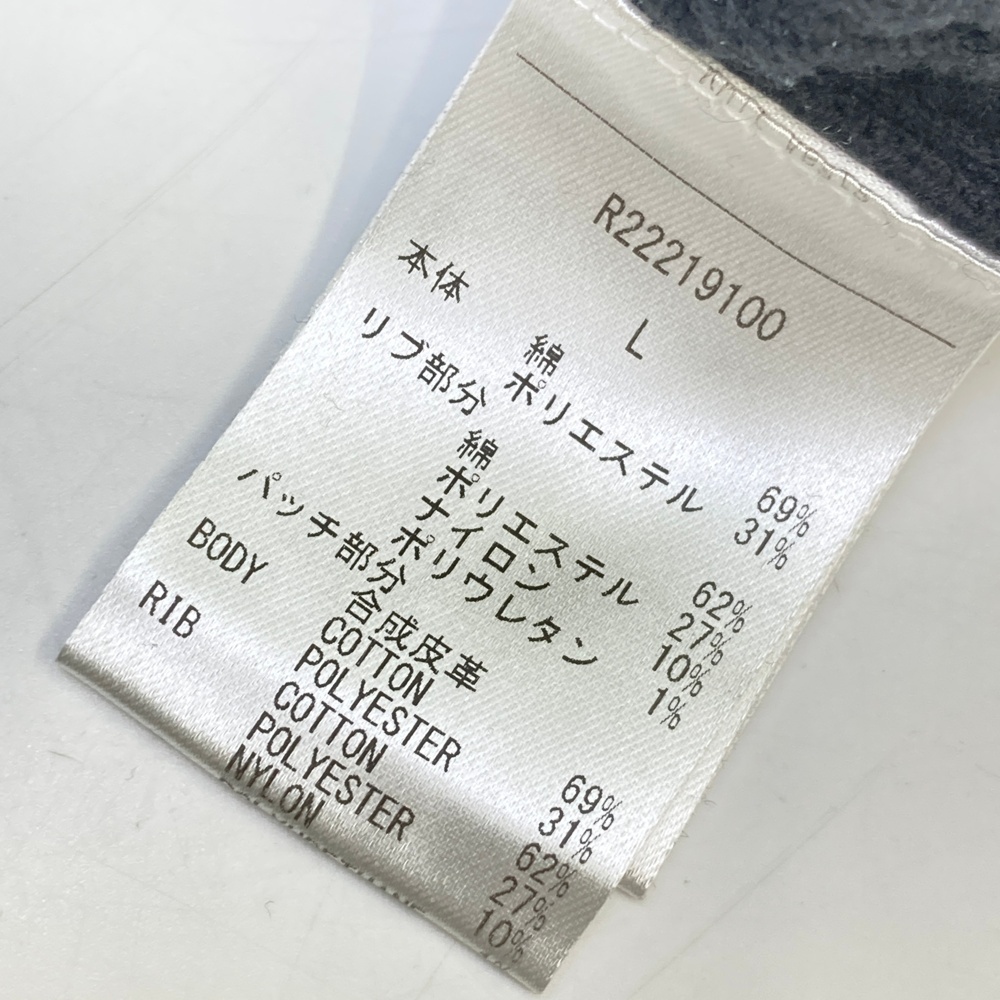 R22219100
L
本体
綿 69%
ポリエステル 31%
リブ部分
綿 62%
ポリエステル 27%
ナイロン 10%
ポリウレタン 1%
パッチ部分
合成皮革
BODY
COTTON 69%
POLYESTER 31%
RIB
COTTON 62%
POLYESTER 27%
NYLON 10%